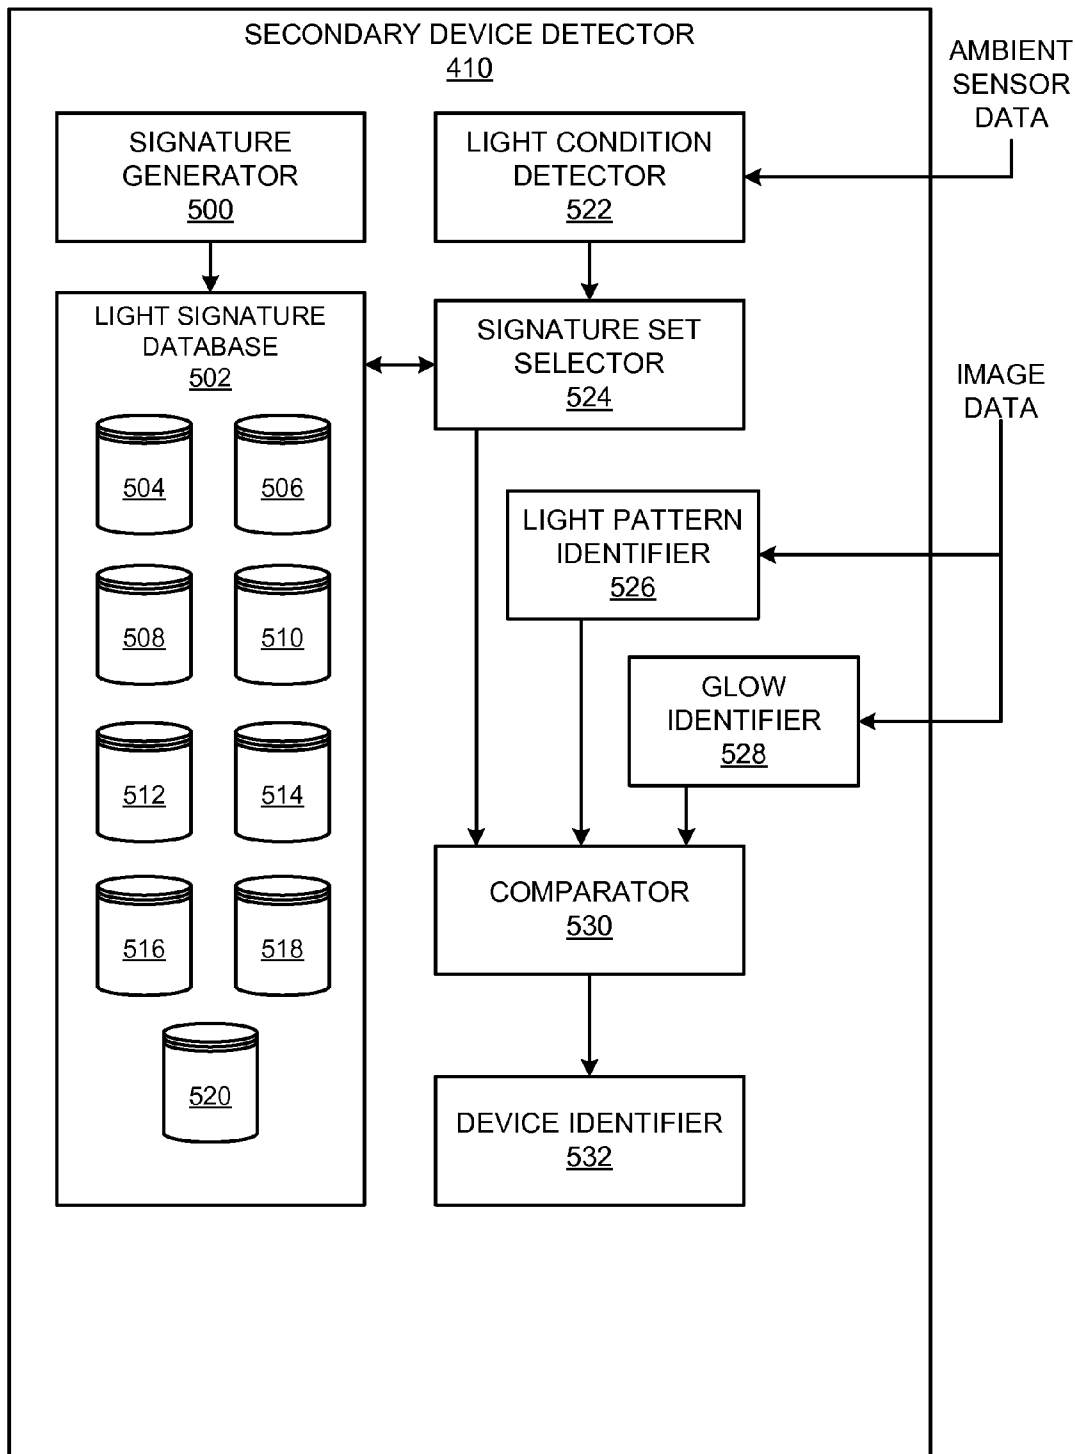 SECONDARY DEVICE DETECTOR
410
AMBIENT
SENSOR
DATA
SIGNATURE
GENERATOR
500
LIGHT CONDITION
DETECTOR
522
LIGHT SIGNATURE
DATABASE
502
SIGNATURE SET
SELECTOR
524
IMAGE
DATA
504
506
LIGHT PATTERN
IDENTIFIER
526
508
510
GLOW
IDENTIFIER
528
512
514
COMPARATOR
530
516
518
520
DEVICE IDENTIFIER
532